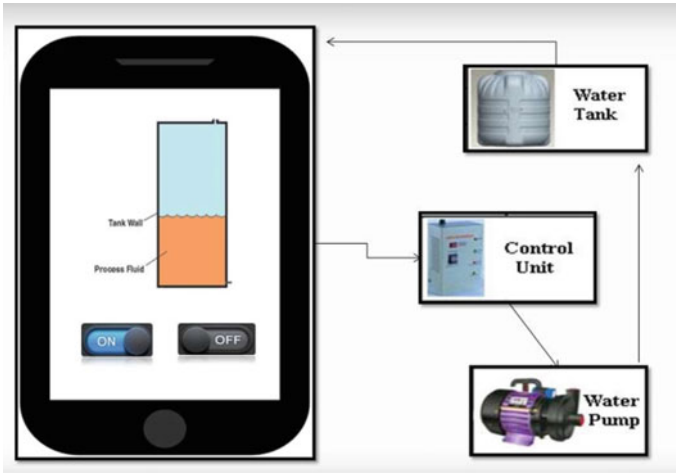 Tank Wall
Process Fluid
ON
OFF
Water
Tank
Control
Unit
Water
Pump